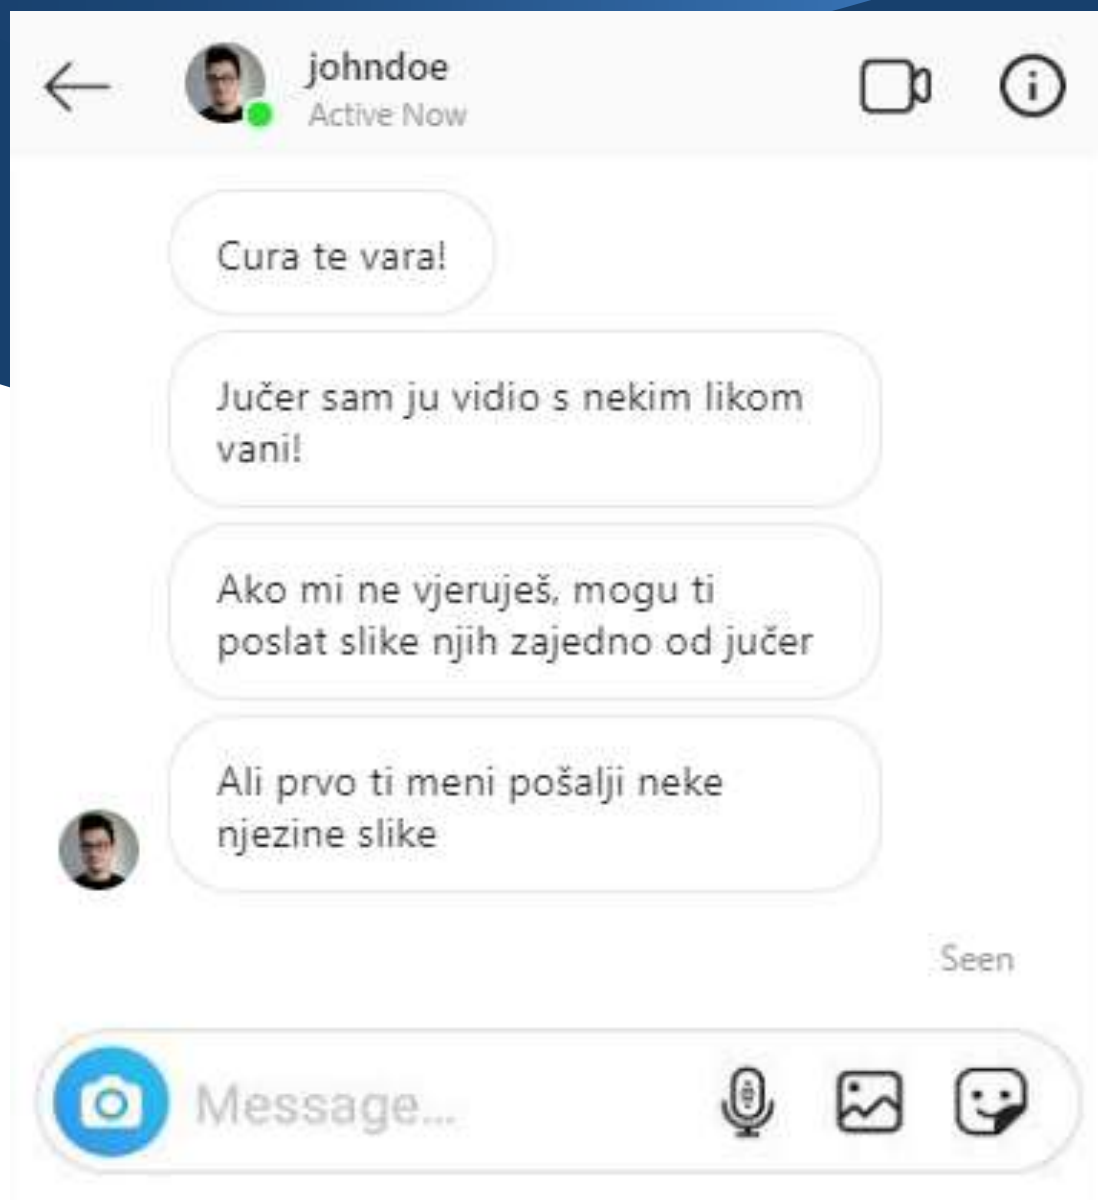 johndoe
Active Now
Cura te vara!
Jučer sam ju vidio s nekim likom
vani!
Ako mi ne vjeruješ, mogu ti
poslat slike njih zajedno od jučer
Ali prvo ti meni pošalji neke
njezine slike
Seen
Message...